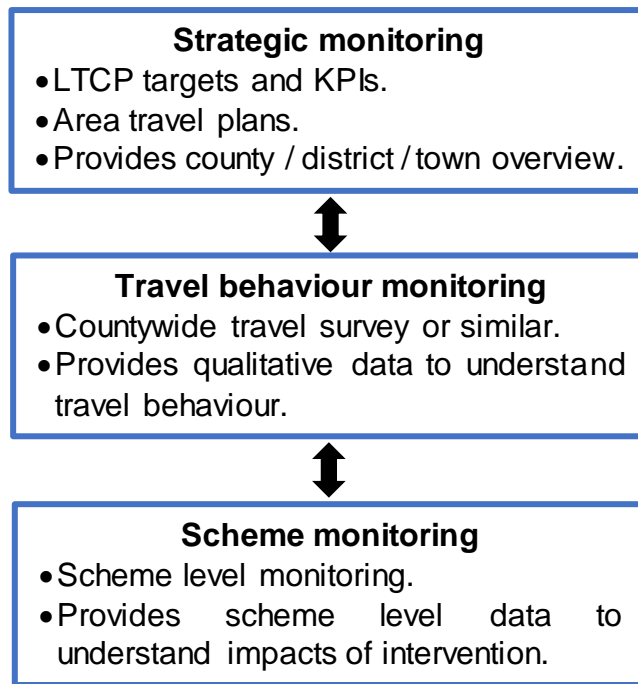 Strategic monitoring
•LTCP targets and KPIs.
•Area travel plans.
•Provides county / district / town overview.
Travel behaviour monitoring
•Countywide travel survey or similar.
•Provides qualitative data to understand
travel behaviour.
Scheme monitoring
•Scheme level monitoring.
•Provides scheme level data to
understand impacts of intervention.